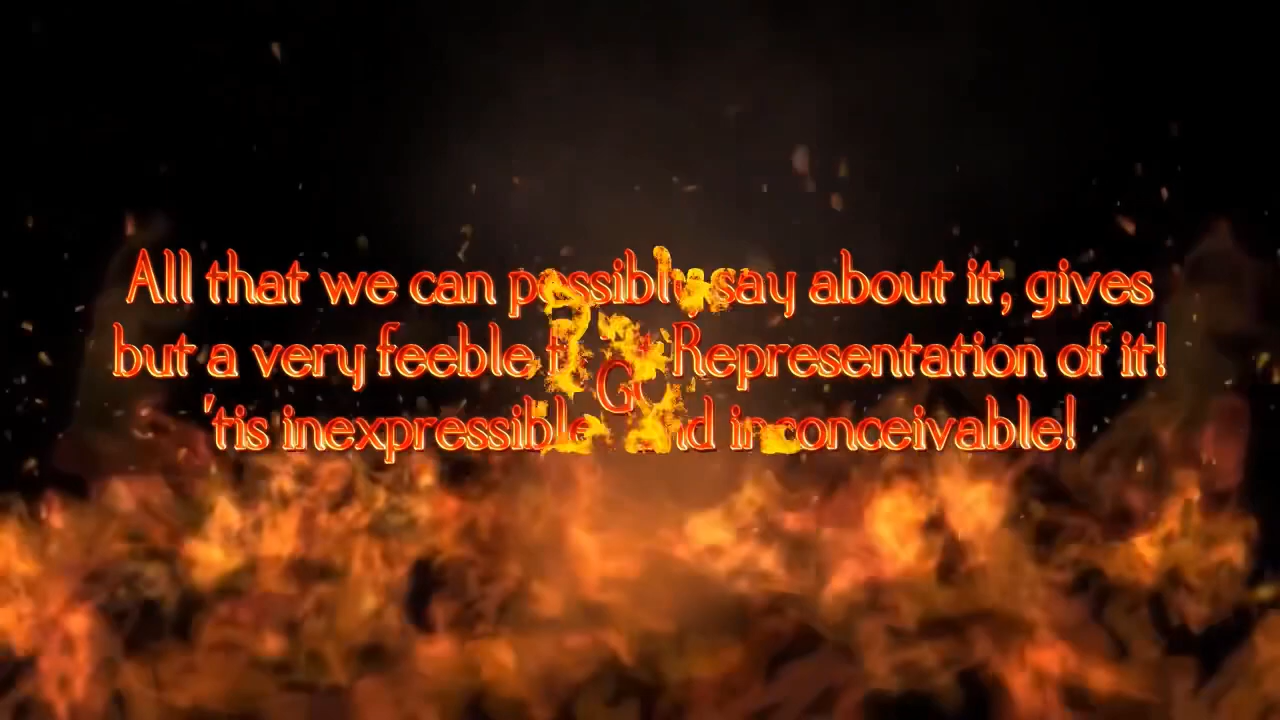 All that we can possibly say about it, gives
but a very feeble Representation of it!
'tis inexpressible and inconceivable!